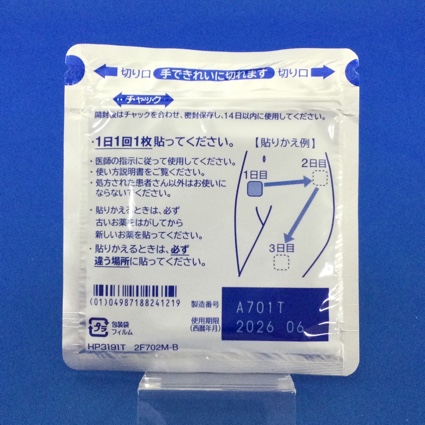 切り口 手できれいに切れます 切り口
チャック
開封後はチャックを合わせ、密封保存し、14日以内に使用してください。
・1日1回1枚貼ってください。
・医師の指示に従って使用してください。
・使い方説明書をご覧ください。
・処方された患者さん以外はお使いに
ならないでください。
・貼りかえるときは、必ず
古いお薬をはがしてから
新しいお薬を貼ってください。
・貼りかえるときは、必ず
違う場所に貼ってください。
【貼りかえ例】
1日目
2日目
3日目
(01)04987188241219
プラ
包装袋
フィルム
製造番号
A701T
使用期限
(西暦年月)
2026 06
HP3191T 2F702M-B